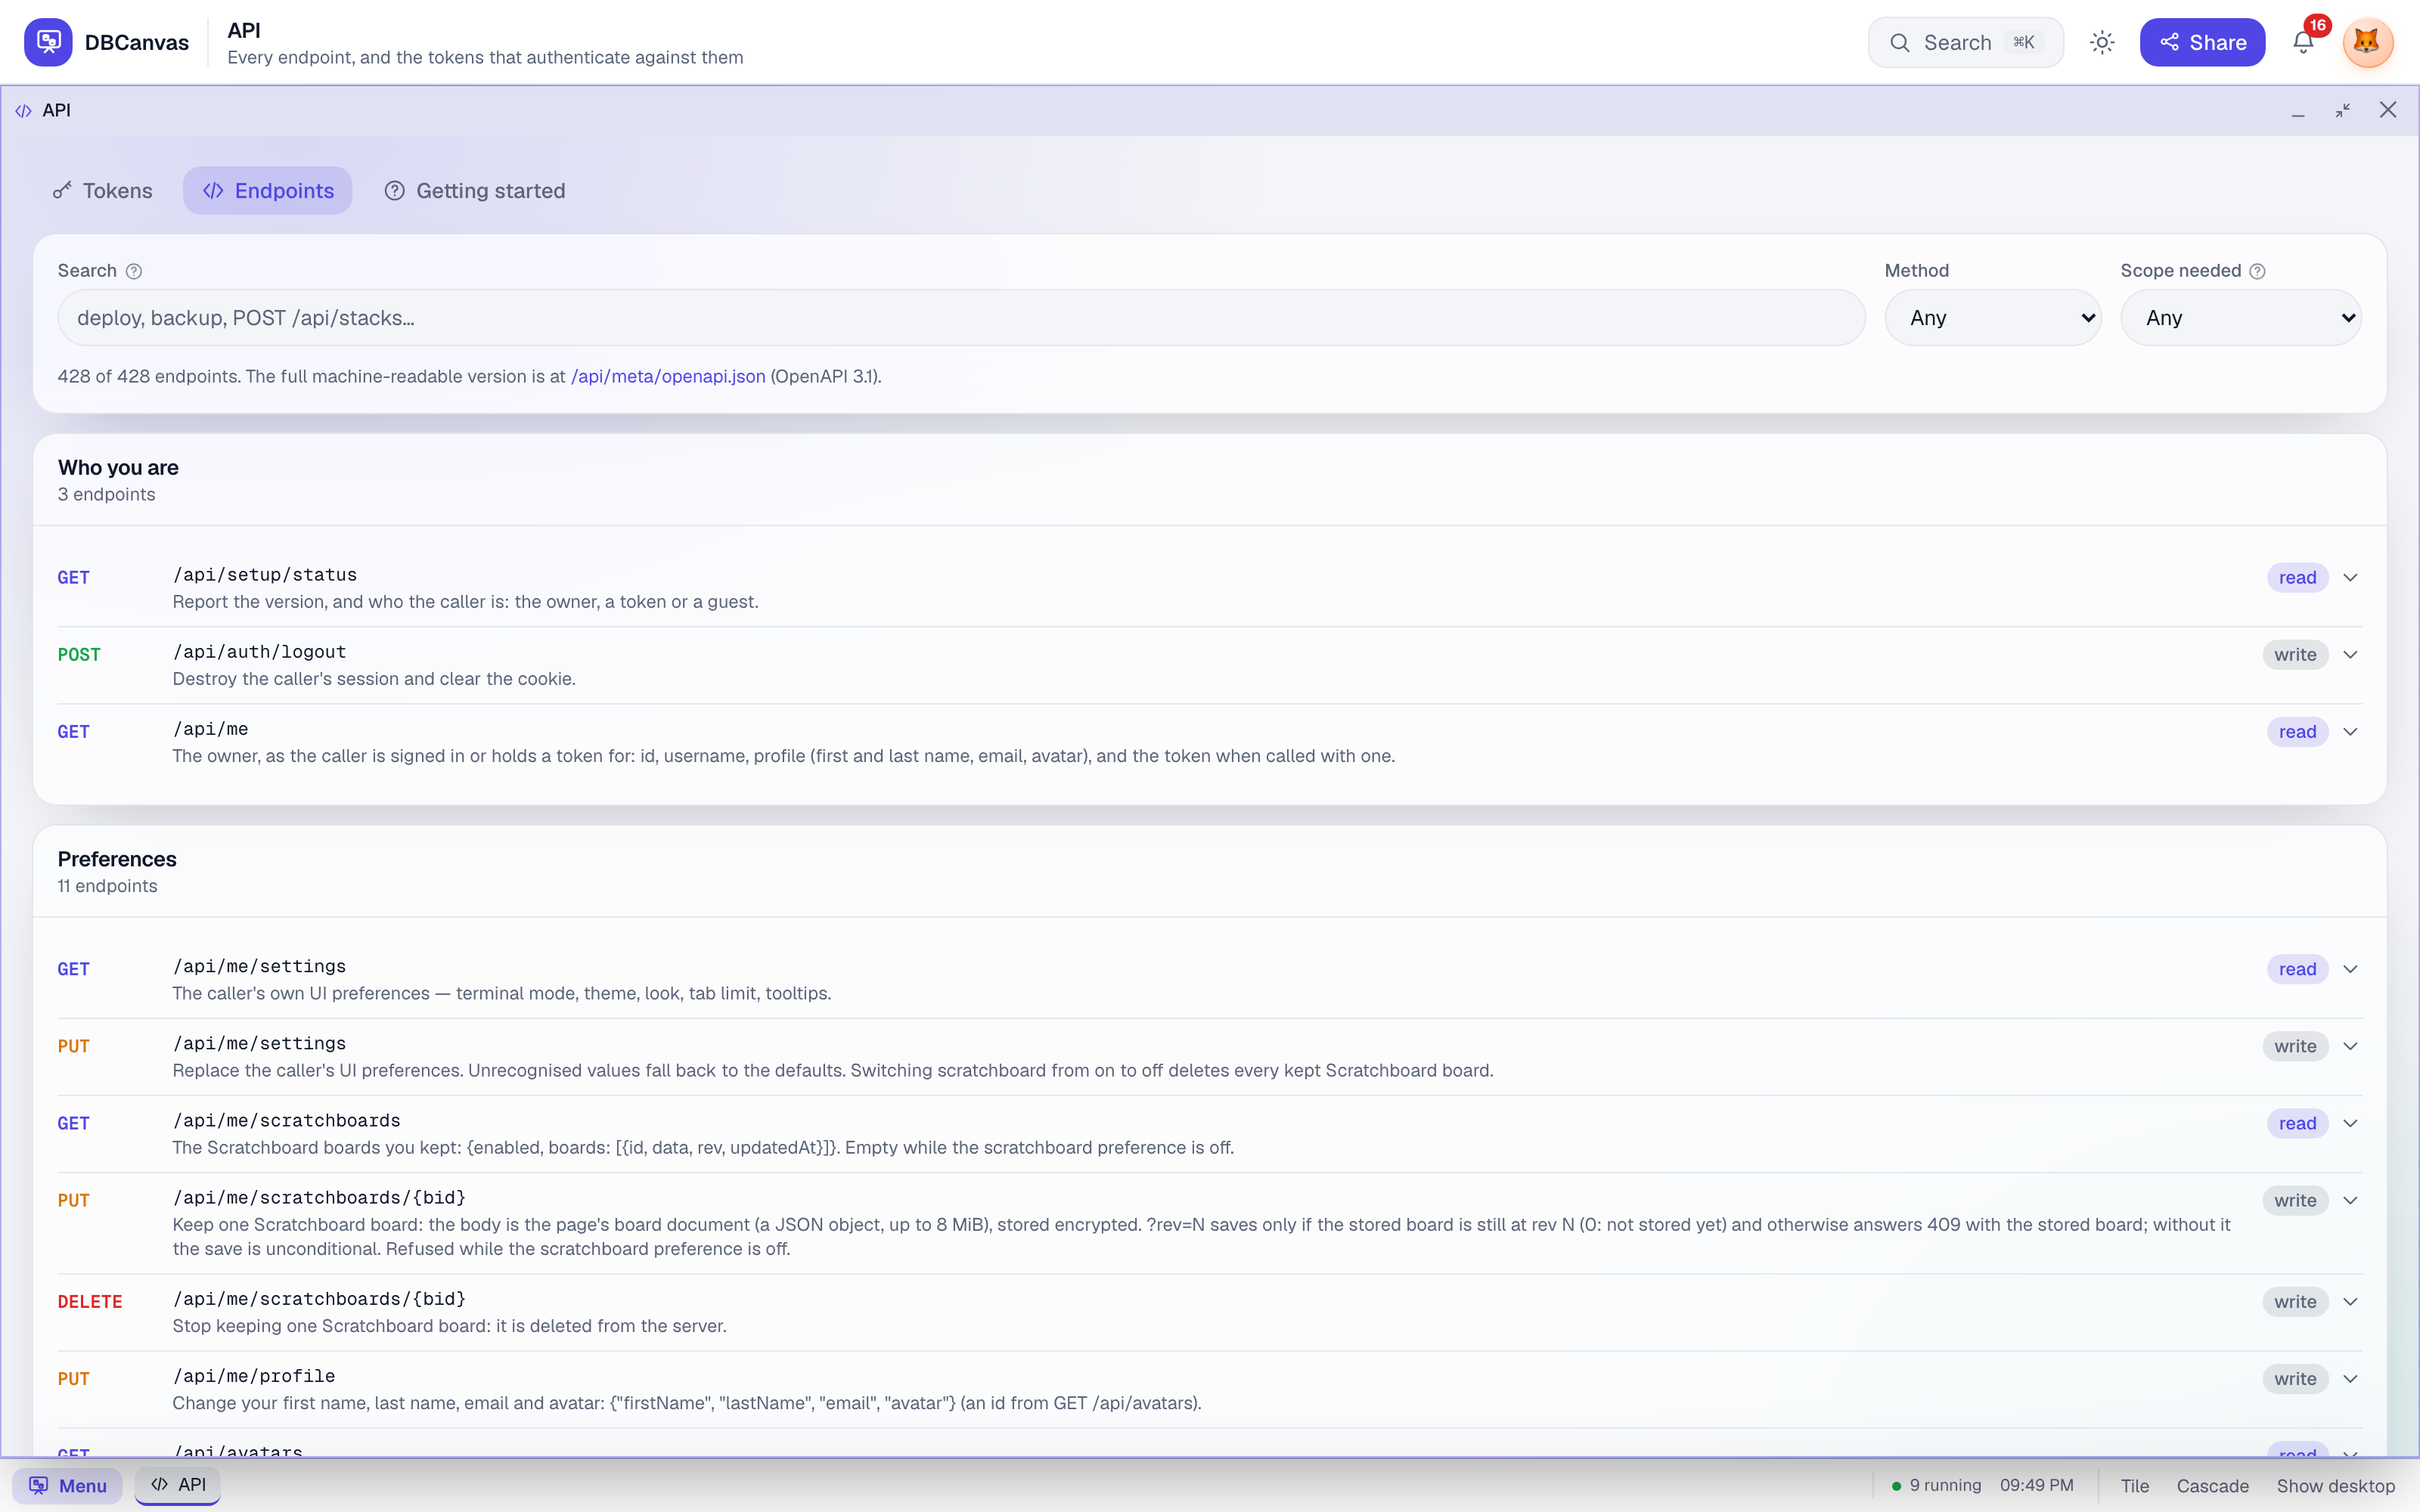 DBCanvas
API
Every endpoint, and the tokens that authenticate against them
Search ⌘K
Share
16
API
Tokens
Endpoints
Getting started
Search
Method
Scope needed
deploy, backup, POST /api/stacks...
Any
Any
428 of 428 endpoints. The full machine-readable version is at /api/meta/openapi.json (OpenAPI 3.1).
Who you are
3 endpoints
GET /api/setup/status read
Report the version, and who the caller is: the owner, a token or a guest.
POST /api/auth/logout write
Destroy the caller's session and clear the cookie.
GET /api/me read
The owner, as the caller is signed in or holds a token for: id, username, profile (first and last name, email, avatar), and the token when called with one.
Preferences
11 endpoints
GET /api/me/settings read
The caller's own UI preferences — terminal mode, theme, look, tab limit, tooltips.
PUT /api/me/settings write
Replace the caller's UI preferences. Unrecognised values fall back to the defaults. Switching scratchboard from on to off deletes every kept Scratchboard board.
GET /api/me/scratchboards read
The Scratchboard boards you kept: {enabled, boards: [{id, data, rev, updatedAt}]}. Empty while the scratchboard preference is off.
PUT /api/me/scratchboards/{bid} write
Keep one Scratchboard board: the body is the page's board document (a JSON object, up to 8 MiB), stored encrypted. ?rev=N saves only if the stored board is still at rev N (0: not stored yet) and otherwise answers 409 with the stored board; without it
the save is unconditional. Refused while the scratchboard preference is off.
DELETE /api/me/scratchboards/{bid} write
Stop keeping one Scratchboard board: it is deleted from the server.
PUT /api/me/profile write
Change your first name, last name, email and avatar: {"firstName", "lastName", "email", "avatar"} (an id from GET /api/avatars).
GET /api/avatars read
Menu
API
9 running
09:49 PM
Tile
Cascade
Show desktop